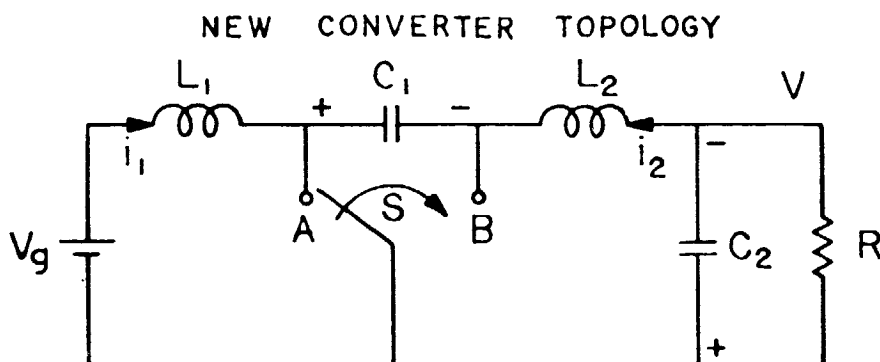 NEW CONVERTER TOPOLOGY
L₁ C₁ L₂ V
+ −
i₁ i₂ −
A S B
Vg C₂ R
+